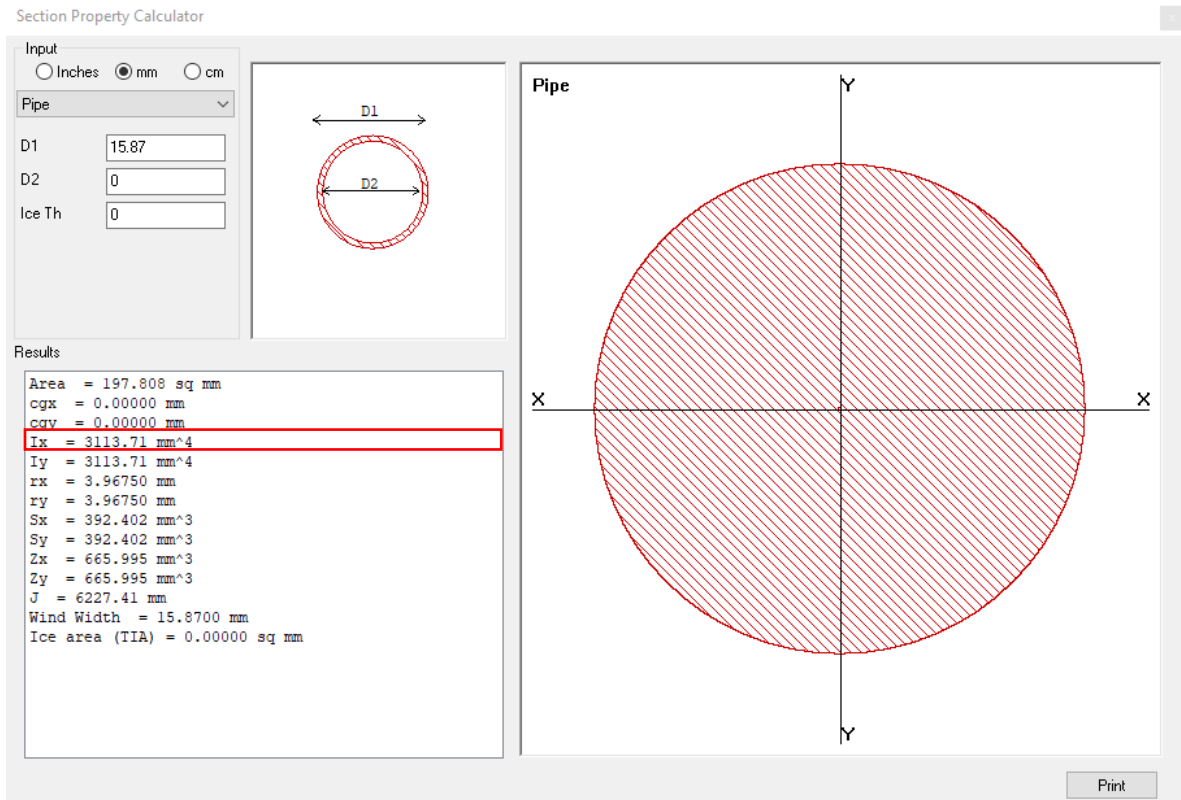 Section Property Calculator
x
Input
Inches mm cm
Pipe
D1 15.87
D2 0
Ice Th 0
D1
D2
Pipe
Y
X X
Y
Results
Area = 197.808 sq mm
cgx = 0.00000 mm
cgy = 0.00000 mm
Ix = 3113.71 mm^4
Iy = 3113.71 mm^4
rx = 3.96750 mm
ry = 3.96750 mm
Sx = 392.402 mm^3
Sy = 392.402 mm^3
Zx = 665.995 mm^3
Zy = 665.995 mm^3
J = 6227.41 mm
Wind Width = 15.8700 mm
Ice area (TIA) = 0.00000 sq mm
Print